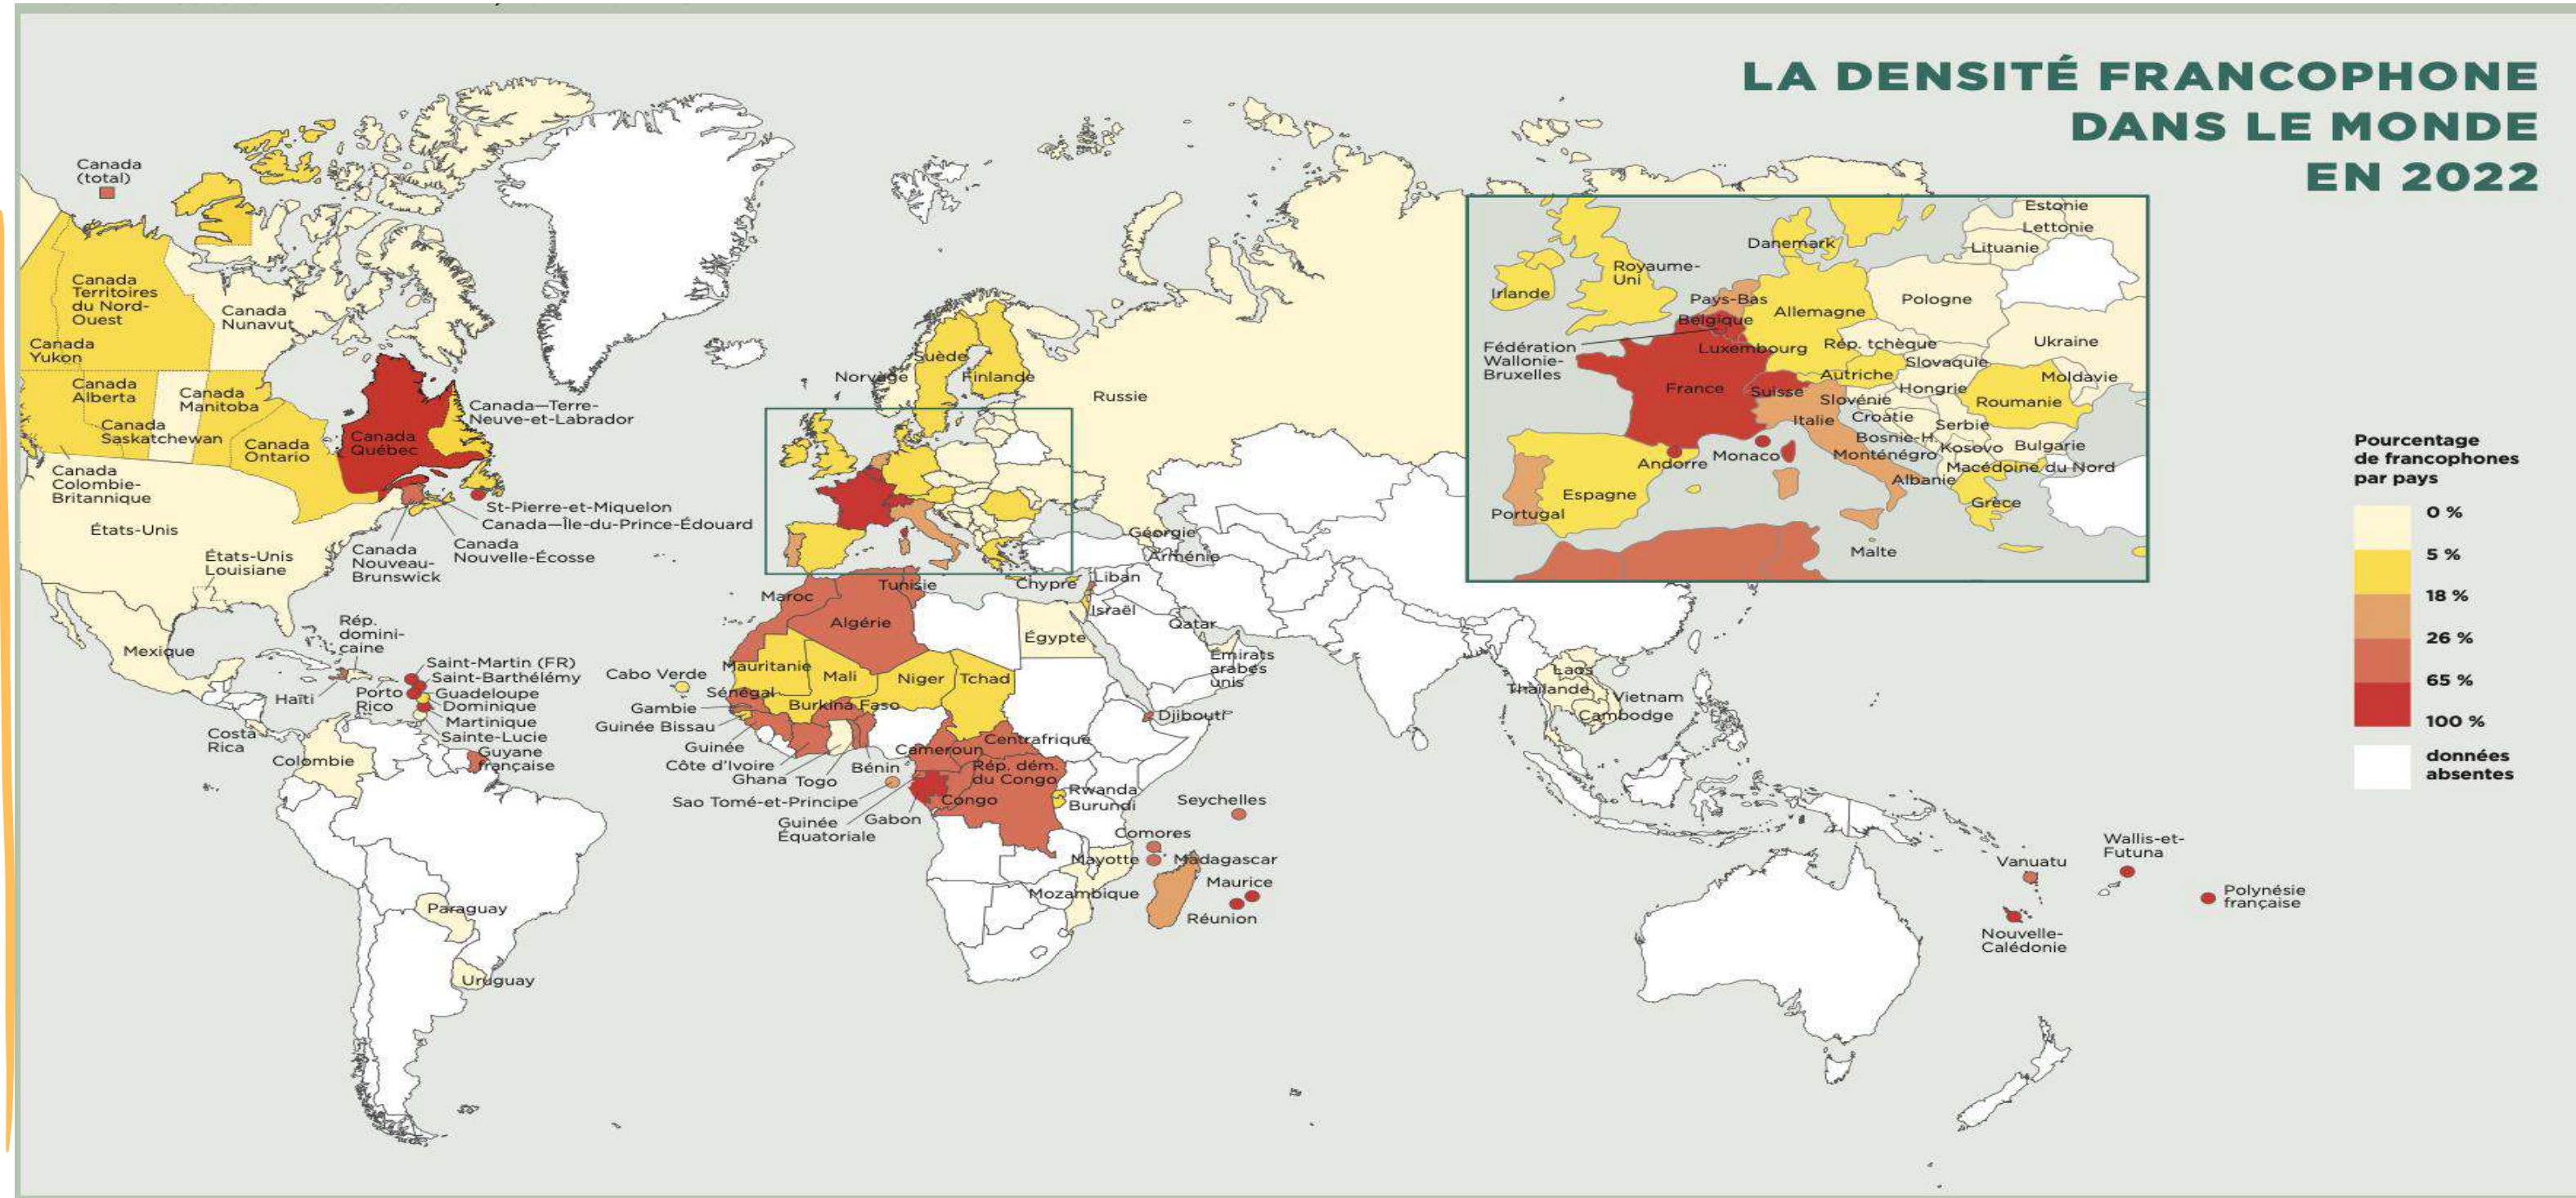 LA DENSITÉ FRANCOPHONE
DANS LE MONDE
EN 2022
Canada
(total)
Canada
Territoires
du Nord-
Ouest
Canada
Nunavut
Canada
Yukon
Canada
Alberta
Canada
Manitoba
Canada
Saskatchewan
Canada
Ontario
Canada
Québec
Canada—Terre-
Neuve-et-Labrador
Canada
Colombie-
Britannique
St-Pierre-et-Miquelon
Canada—Île-du-Prince-Édouard
Canada
Nouvelle-Écosse
Canada
Nouveau-
Brunswick
États-Unis
États-Unis
Louisiane
Mexique
Rép.
domini-
caine
Haïti
Porto
Rico
Saint-Martin (FR)
Saint-Barthélémy
Guadeloupe
Dominique
Martinique
Sainte-Lucie
Guyane
française
Costa
Rica
Colombie
Paraguay
Uruguay
Norvège
Suède
Finlande
Russie
Géorgie
Arménie
Chypre
Liban
Israël
Qatar
Émirats
arabes
unis
Maroc
Tunisie
Algérie
Égypte
Cabo Verde
Mauritanie
Mali
Niger
Tchad
Sénégal
Gambie
Burkina Faso
Guinée Bissau
Guinée
Côte d'Ivoire
Ghana
Togo
Bénin
Cameroun
Centrafrique
Djibouti
Rép. dém.
du Congo
Sao Tomé-et-Principe
Congo
Rwanda
Burundi
Guinée
Équatoriale
Gabon
Seychelles
Comores
Mayotte
Madagascar
Mozambique
Maurice
Réunion
Laos
Thaïlande
Vietnam
Cambodge
Vanuatu
Wallis-et-
Futuna
Polynésie
française
Nouvelle-
Calédonie
Estonie
Lettonie
Lituanie
Danemark
Royaume-
Uni
Irlande
Pays-Bas
Belgique
Allemagne
Pologne
Fédération
Wallonie-
Bruxelles
Luxembourg
Rép. tchèque
Ukraine
Slovaquie
Autriche
Moldavie
France
Suisse
Hongrie
Slovénie
Roumanie
Italie
Croatie
Serbie
Bosnie-H.
Kosovo
Bulgarie
Andorre
Monaco
Monténégro
Macédoine du Nord
Albanie
Espagne
Grèce
Portugal
Malte
Pourcentage
de francophones
par pays
0 %
5 %
18 %
26 %
65 %
100 %
données
absentes